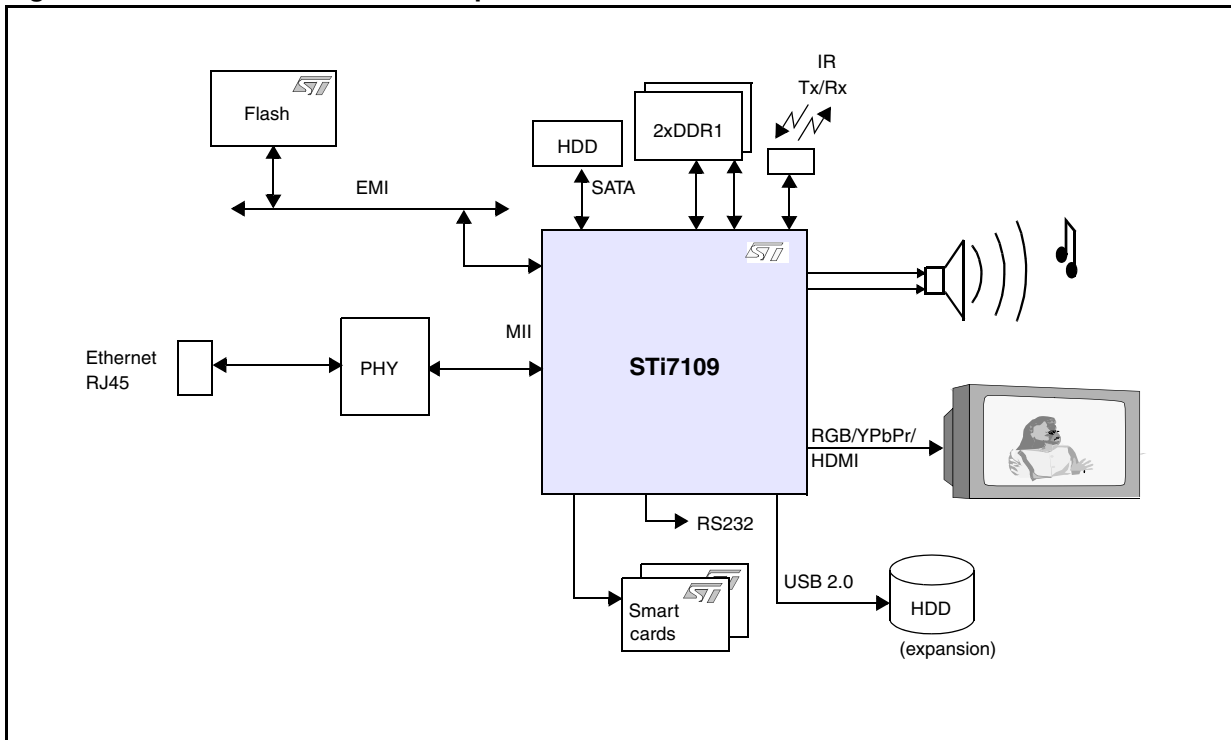 IR
Tx/Rx
Flash
HDD
2xDDR1
SATA
EMI
MII
Ethernet
RJ45
PHY
STi7109
RGB/YPbPr/
HDMI
RS232
USB 2.0
Smart
cards
HDD
(expansion)